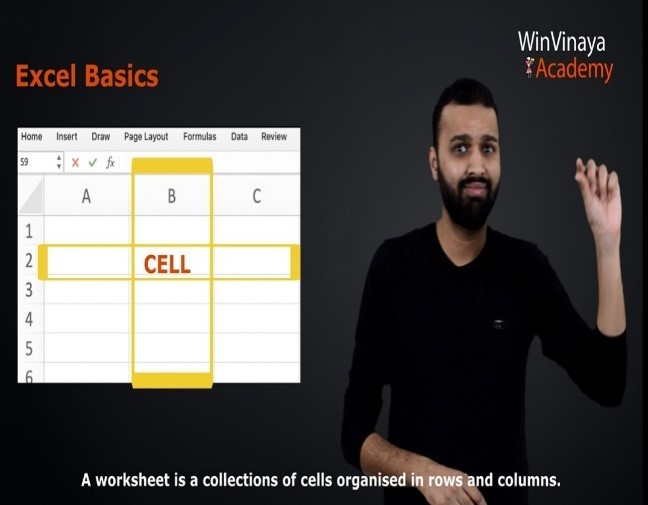 WinVinaya
Academy
Excel Basics
Home Insert Draw Page Layout Formulas Data Review
S9 fx
A B C
1
2 CELL
3
4
5
6
A worksheet is a collections of cells organised in rows and columns.